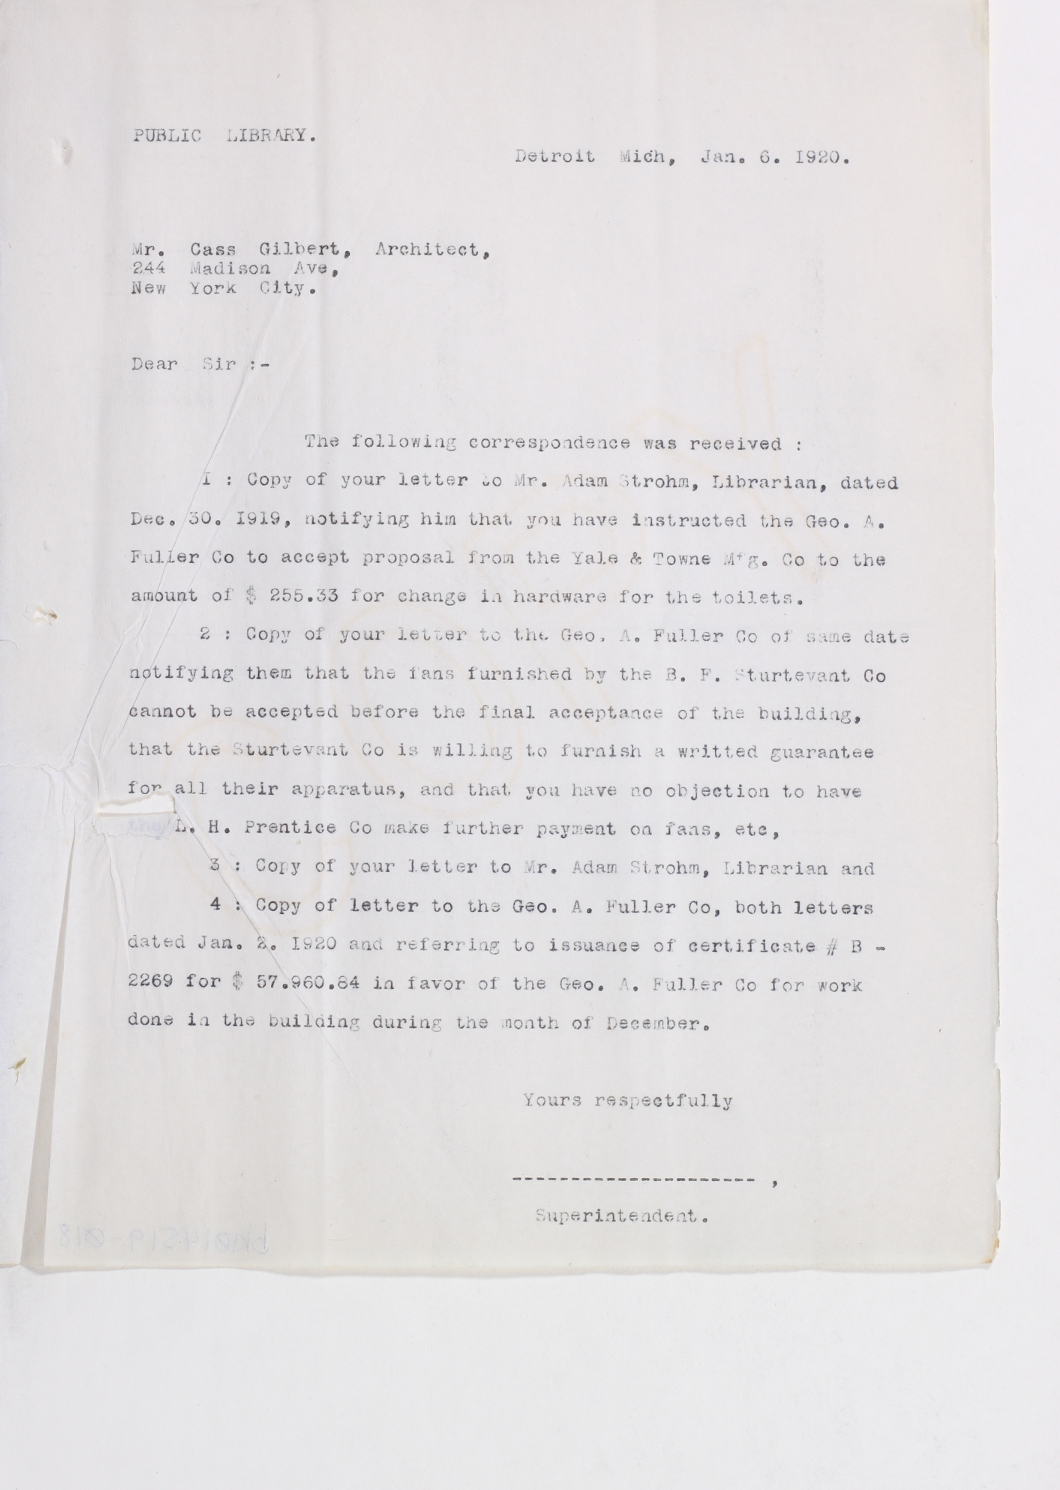 PUBLIC LIBRARY.
Detroit Mich, Jan. 6. 1920.
Mr. Cass Gilbert, Architect,
244 Madison Ave,
New York City.
Dear Sir :-
The following correspondence was received :
1 : Copy of your letter to Mr. Adam Strohm, Librarian, dated
Dec. 30. 1919, notifying him that you have instructed the Geo. A.
Fuller Co to accept proposal from the Yale & Towne Mfg. Co to the
amount of $ 255.33 for change in hardware for the toilets.
2 : Copy of your letter to the Geo. A. Fuller Co of same date
notifying them that the fans furnished by the B. F. Sturtevant Co
cannot be accepted before the final acceptance of the building,
that the Sturtevant Co is willing to furnish a writted guarantee
for all their apparatus, and that you have no objection to have
the L. H. Prentice Co make further payment on fans, etc,
3 : Copy of your letter to Mr. Adam Strohm, Librarian and
4 : Copy of letter to the Geo. A. Fuller Co, both letters
dated Jan. 2. 1920 and referring to issuance of certificate # B -
2269 for $ 57.960.84 in favor of the Geo. A. Fuller Co for work
done in the building during the month of December.
Yours respectfully
--------------------- ,
Superintendent.